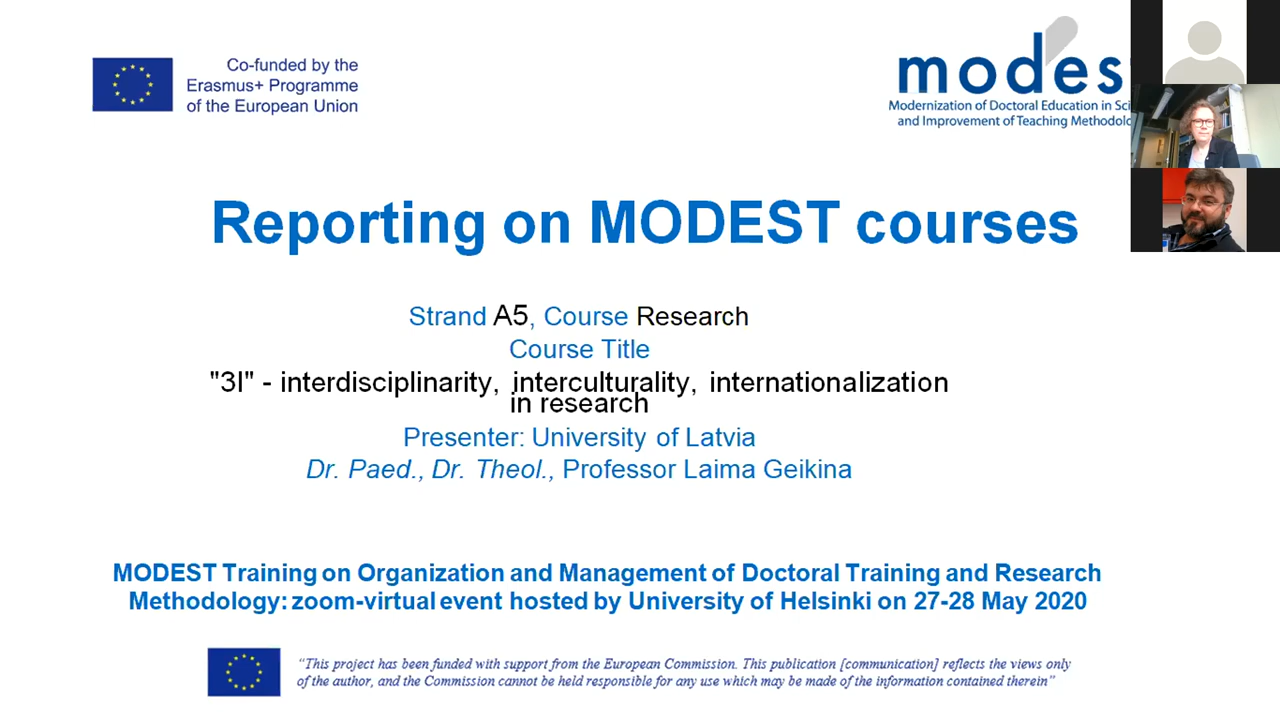 Co-funded by the
Erasmus+ Programme
of the European Union
modes
Modernization of Doctoral Education in Sci
and Improvement of Teaching Methodolo
Reporting on MODEST courses
Strand A5, Course Research
Course Title
"3I" - interdisciplinarity, interculturality, internationalization
in research
Presenter: University of Latvia
Dr. Paed., Dr. Theol., Professor Laima Geikina
MODEST Training on Organization and Management of Doctoral Training and Research
Methodology: zoom-virtual event hosted by University of Helsinki on 27-28 May 2020
“This project has been funded with support from the European Commission. This publication [communication] reflects the views only
of the author, and the Commission cannot be held responsible for any use which may be made of the information contained therein”